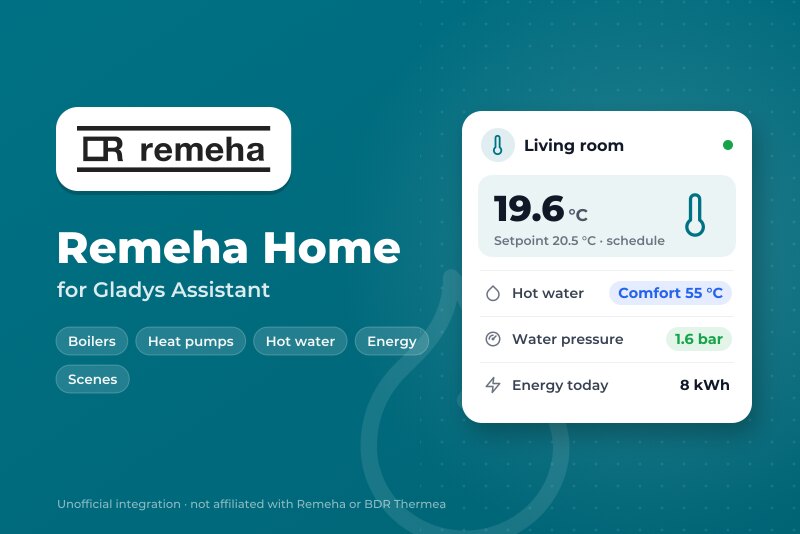 remeha
Remeha Home
for Gladys Assistant
Boilers
Heat pumps
Hot water
Energy
Scenes
Unofficial integration · not affiliated with Remeha or BDR Thermea
Living room
19.6 °C
Setpoint 20.5 °C · schedule
Hot water Comfort 55 °C
Water pressure 1.6 bar
Energy today 8 kWh